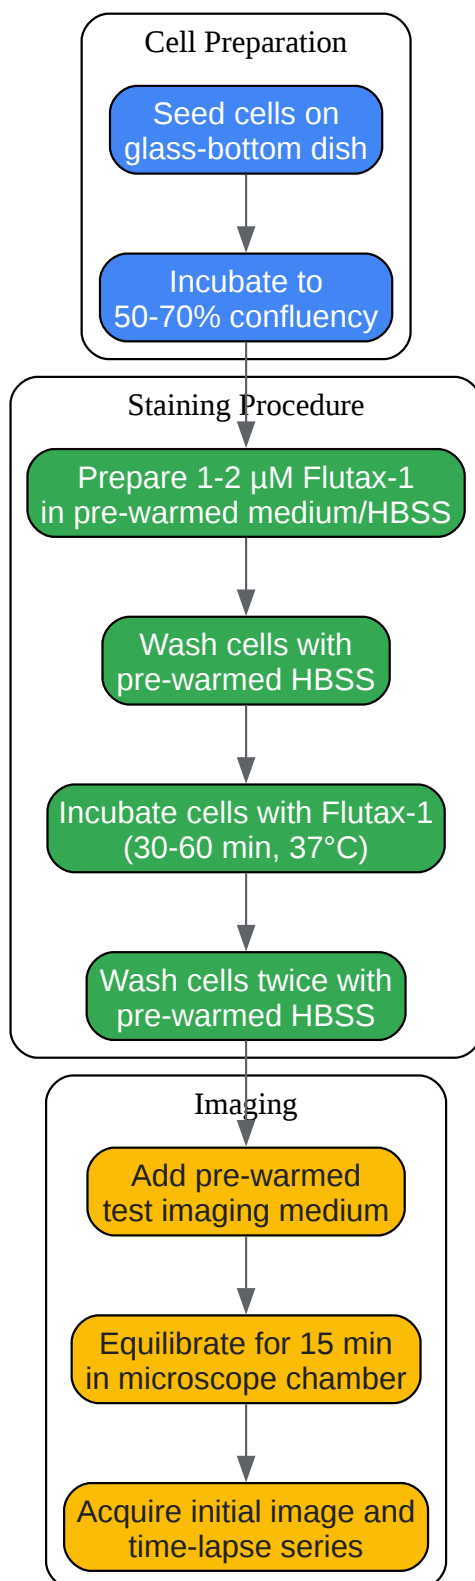 Cell Preparation
Seed cells on
glass-bottom dish
Incubate to
50-70% confluency
Staining Procedure
Prepare 1-2 µM Flutax-1
in pre-warmed medium/HBSS
Wash cells with
pre-warmed HBSS
Incubate cells with Flutax-1
(30-60 min, 37°C)
Wash cells twice with
pre-warmed HBSS
Imaging
Add pre-warmed
test imaging medium
Equilibrate for 15 min
in microscope chamber
Acquire initial image and
time-lapse series